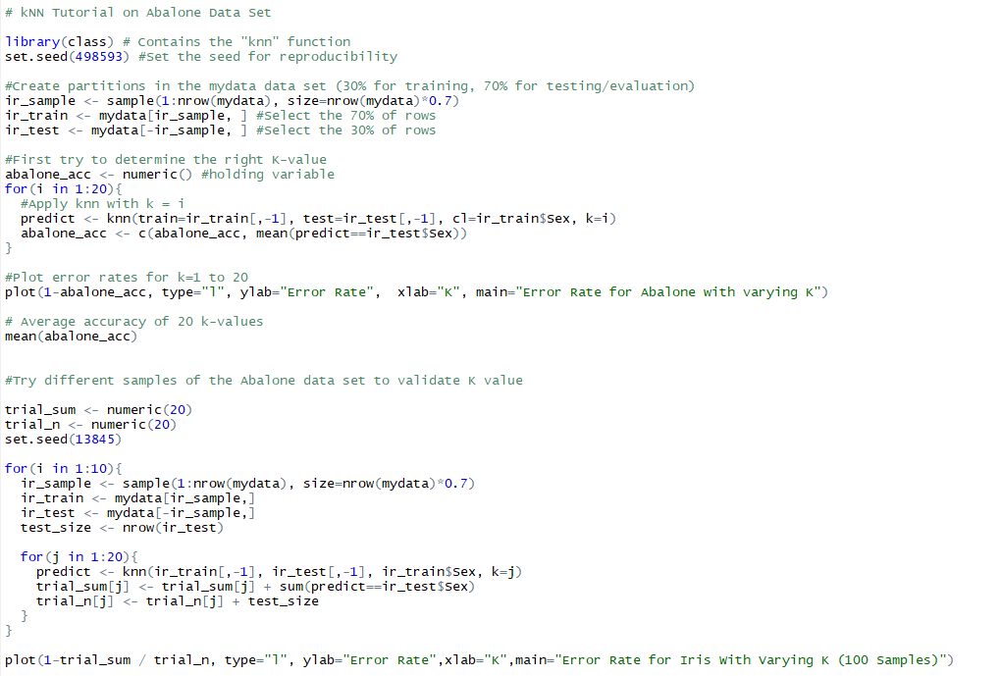 # kNN Tutorial on Abalone Data Set

library(class) # Contains the "knn" function
set.seed(498593) #Set the seed for reproducibility

#Create partitions in the mydata data set (30% for training, 70% for testing/evaluation)
ir_sample <- sample(1:nrow(mydata), size=nrow(mydata)*0.7)
ir_train <- mydata[ir_sample, ] #Select the 70% of rows
ir_test <- mydata[-ir_sample, ] #Select the 30% of rows

#First try to determine the right K-value
abalone_acc <- numeric() #holding variable
for(i in 1:20){
  #Apply knn with k = i
  predict <- knn(train=ir_train[,-1], test=ir_test[,-1], cl=ir_train$Sex, k=i)
  abalone_acc <- c(abalone_acc, mean(predict==ir_test$Sex))
}

#Plot error rates for k=1 to 20
plot(1-abalone_acc, type="l", ylab="Error Rate",  xlab="K", main="Error Rate for Abalone with varying K")

# Average accuracy of 20 k-values
mean(abalone_acc)

#Try different samples of the Abalone data set to validate K value

trial_sum <- numeric(20)
trial_n <- numeric(20)
set.seed(13845)

for(i in 1:10){
  ir_sample <- sample(1:nrow(mydata), size=nrow(mydata)*0.7)
  ir_train <- mydata[ir_sample,]
  ir_test <- mydata[-ir_sample,]
  test_size <- nrow(ir_test)

  for(j in 1:20){
    predict <- knn(ir_train[,-1], ir_test[,-1], ir_train$Sex, k=j)
    trial_sum[j] <- trial_sum[j] + sum(predict==ir_test$Sex)
    trial_n[j] <- trial_n[j] + test_size
  }
}

plot(1-trial_sum / trial_n, type="l", ylab="Error Rate",xlab="K",main="Error Rate for Iris With Varying K (100 Samples)")